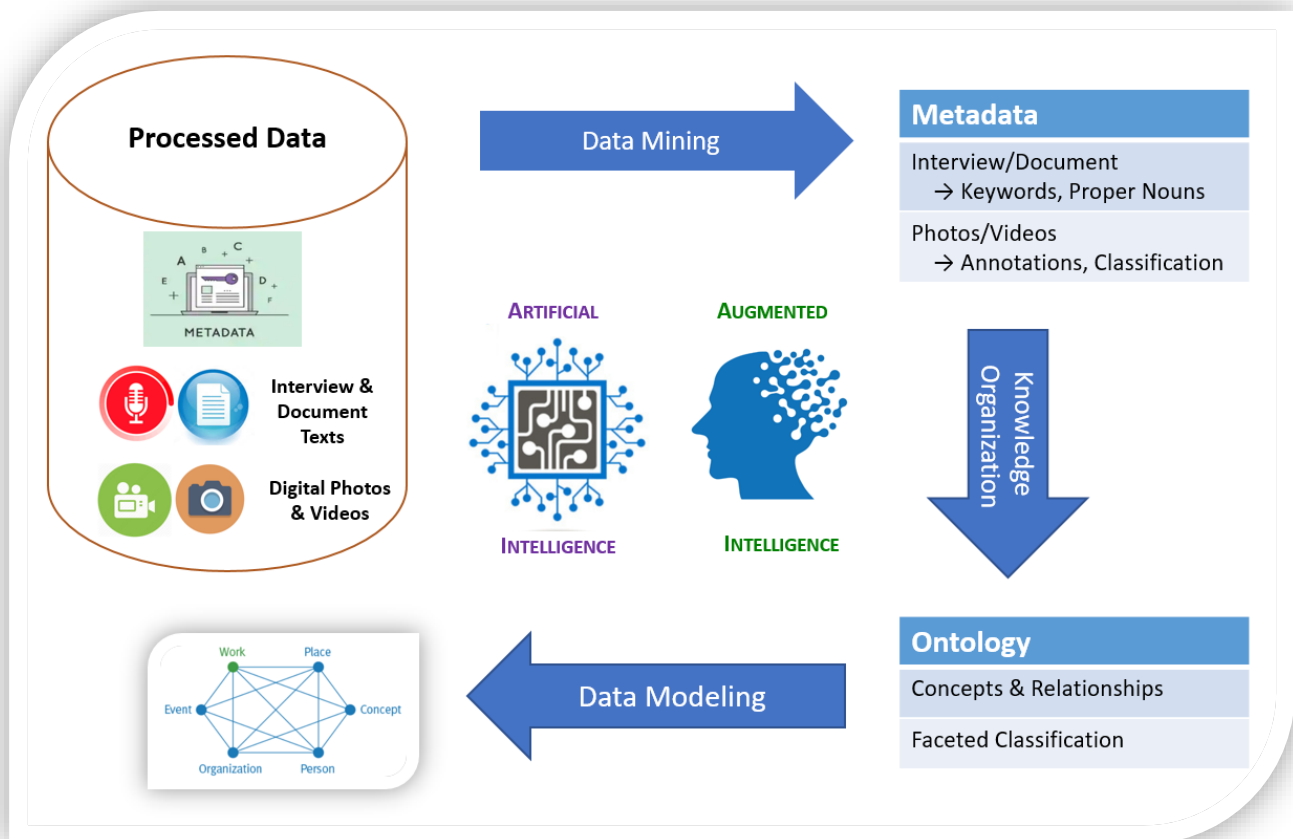 Processed Data
A B C
E D
F
METADATA
Interview &
Document
Texts
Digital Photos
& Videos
Data Mining
Metadata
Interview/Document
→ Keywords, Proper Nouns
Photos/Videos
→ Annotations, Classification
ARTIFICIAL
INTELLIGENCE
AUGMENTED
INTELLIGENCE
Knowledge
Organization
Ontology
Concepts & Relationships
Faceted Classification
Data Modeling
Work
Place
Event
Concept
Organization
Person